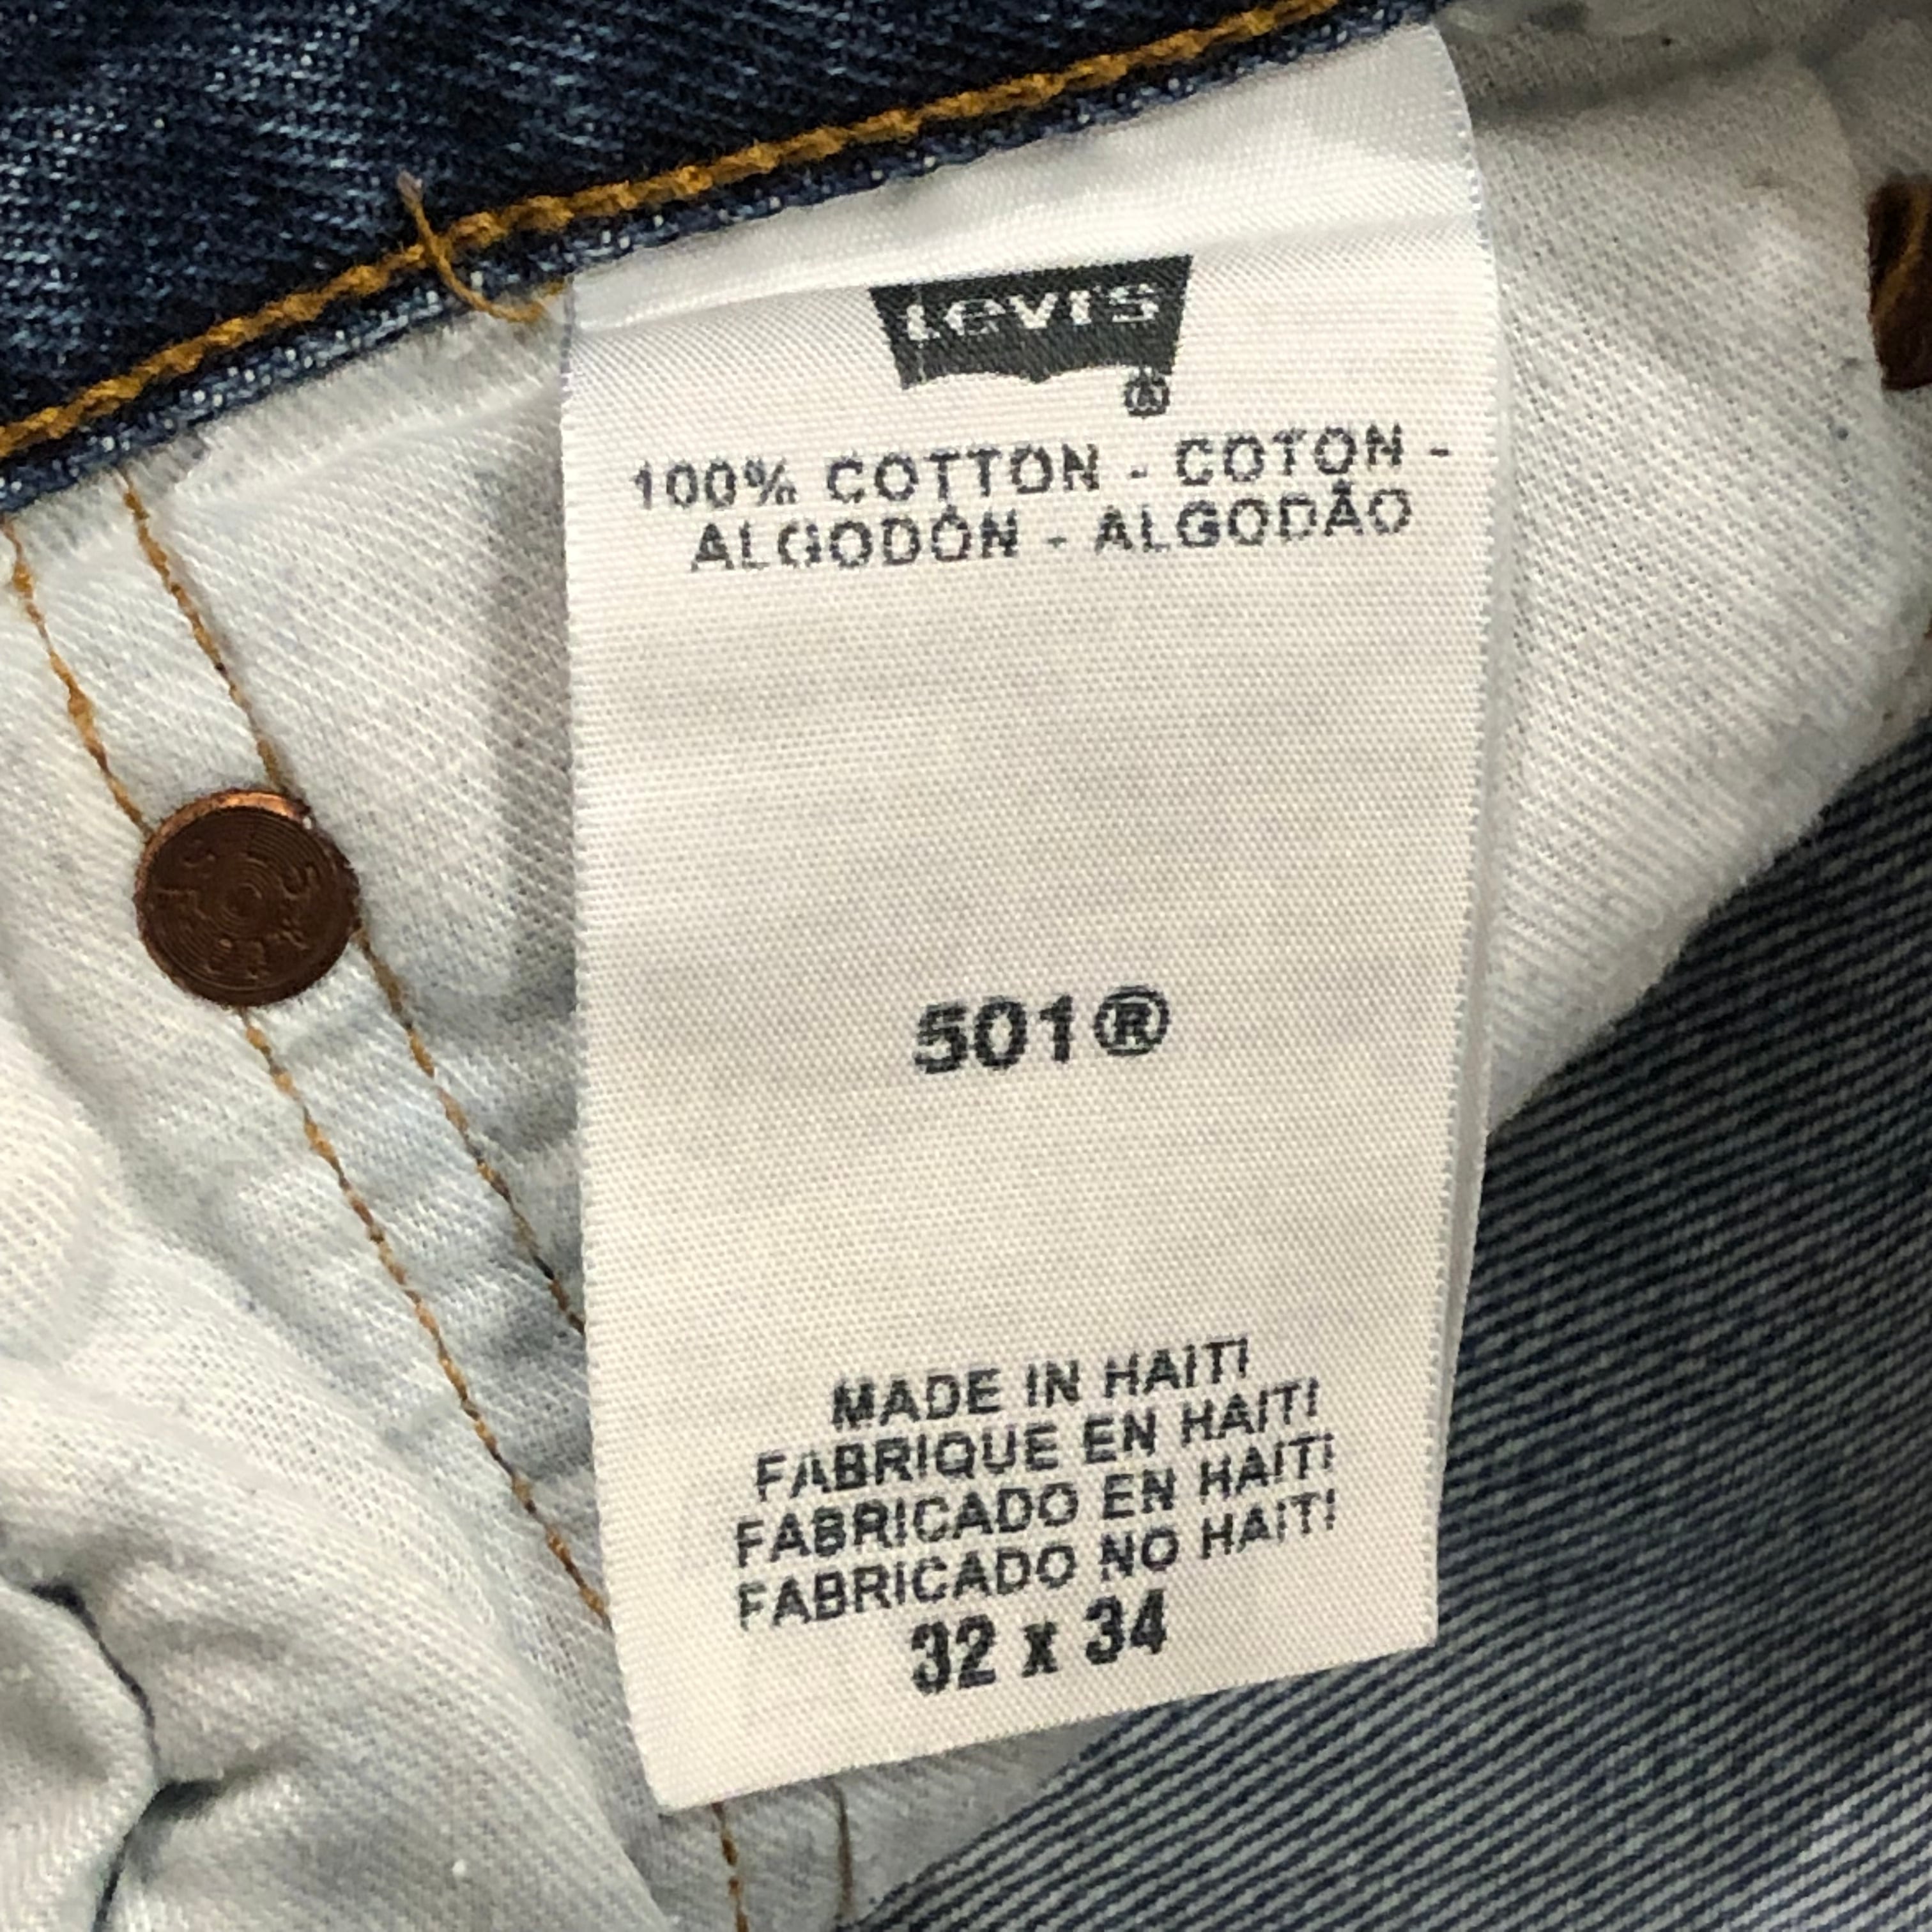 Levi's
®
100% COTTON - COTON -
ALGODÓN - ALGODÃO
501®
MADE IN HAITI
FABRIQUE EN HAITI
FABRICADO EN HAITI
FABRICADO NO HAITI
32 x 34